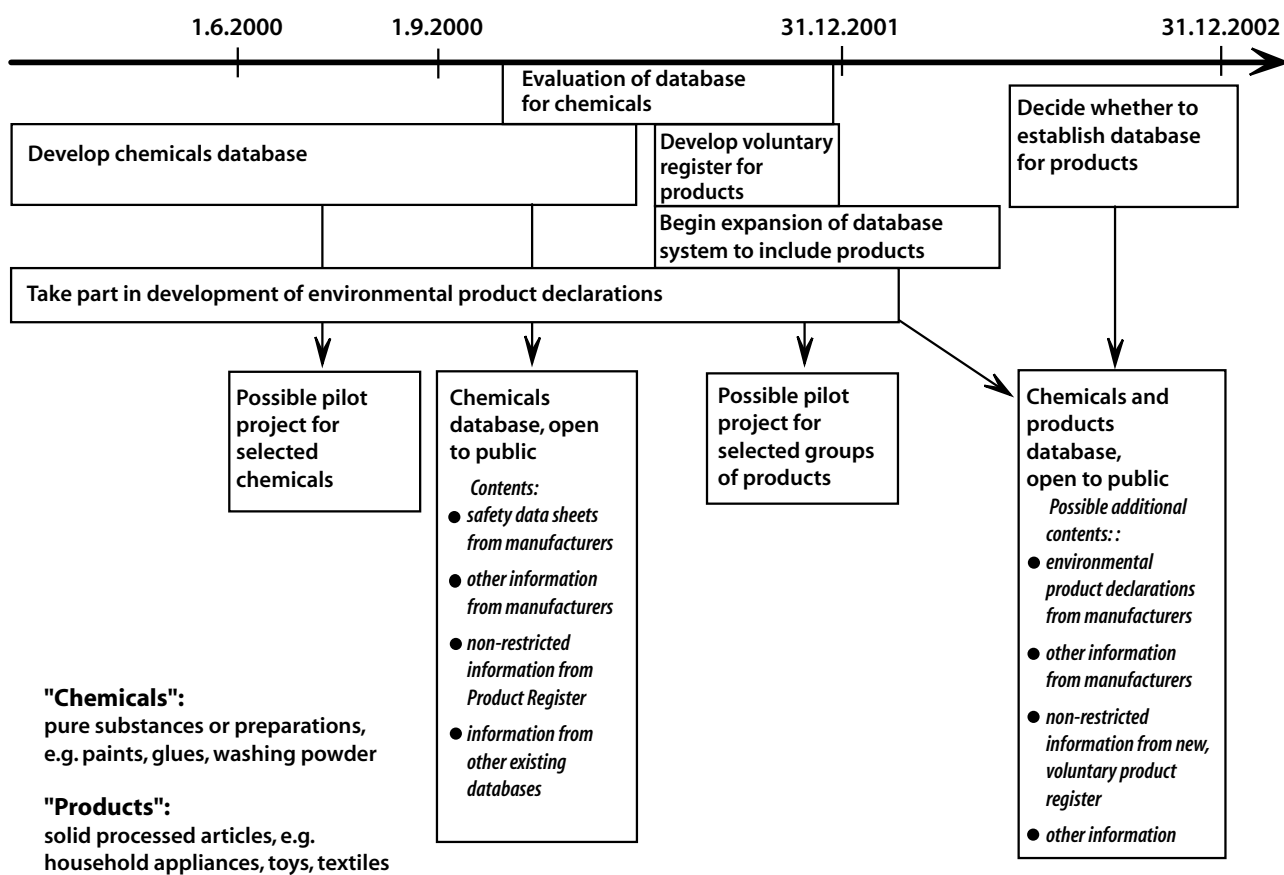 1.6.2000
1.9.2000
31.12.2001
31.12.2002
Evaluation of database
for chemicals
Decide whether to
establish database
for products
Develop chemicals database
Develop voluntary
register for
products
Begin expansion of database
system to include products
Take part in development of environmental product declarations
Possible pilot
project for
selected
chemicals
Chemicals
database, open
to public
Contents:
● safety data sheets
from manufacturers
● other information
from manufacturers
● non-restricted
information from
Product Register
● information from
other existing
databases
Possible pilot
project for
selected groups
of products
Chemicals and
products
database,
open to public
Possible additional
contents: :
● environmental
product declarations
from manufacturers
● other information
from manufacturers
● non-restricted
information from new,
voluntary product
register
● other information
"Chemicals":
pure substances or preparations,
e.g. paints, glues, washing powder
"Products":
solid processed articles, e.g.
household appliances, toys, textiles